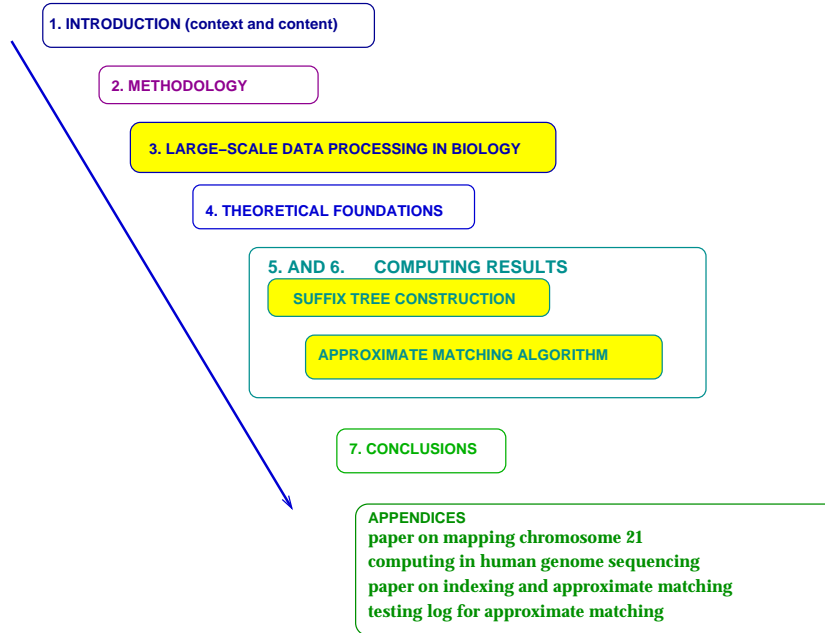 1. INTRODUCTION (context and content)
2. METHODOLOGY
3. LARGE–SCALE DATA PROCESSING IN BIOLOGY
4. THEORETICAL FOUNDATIONS
5. AND 6. COMPUTING RESULTS
SUFFIX TREE CONSTRUCTION
APPROXIMATE MATCHING ALGORITHM
7. CONCLUSIONS
APPENDICES
paper on mapping chromosome 21
computing in human genome sequencing
paper on indexing and approximate matching
testing log for approximate matching